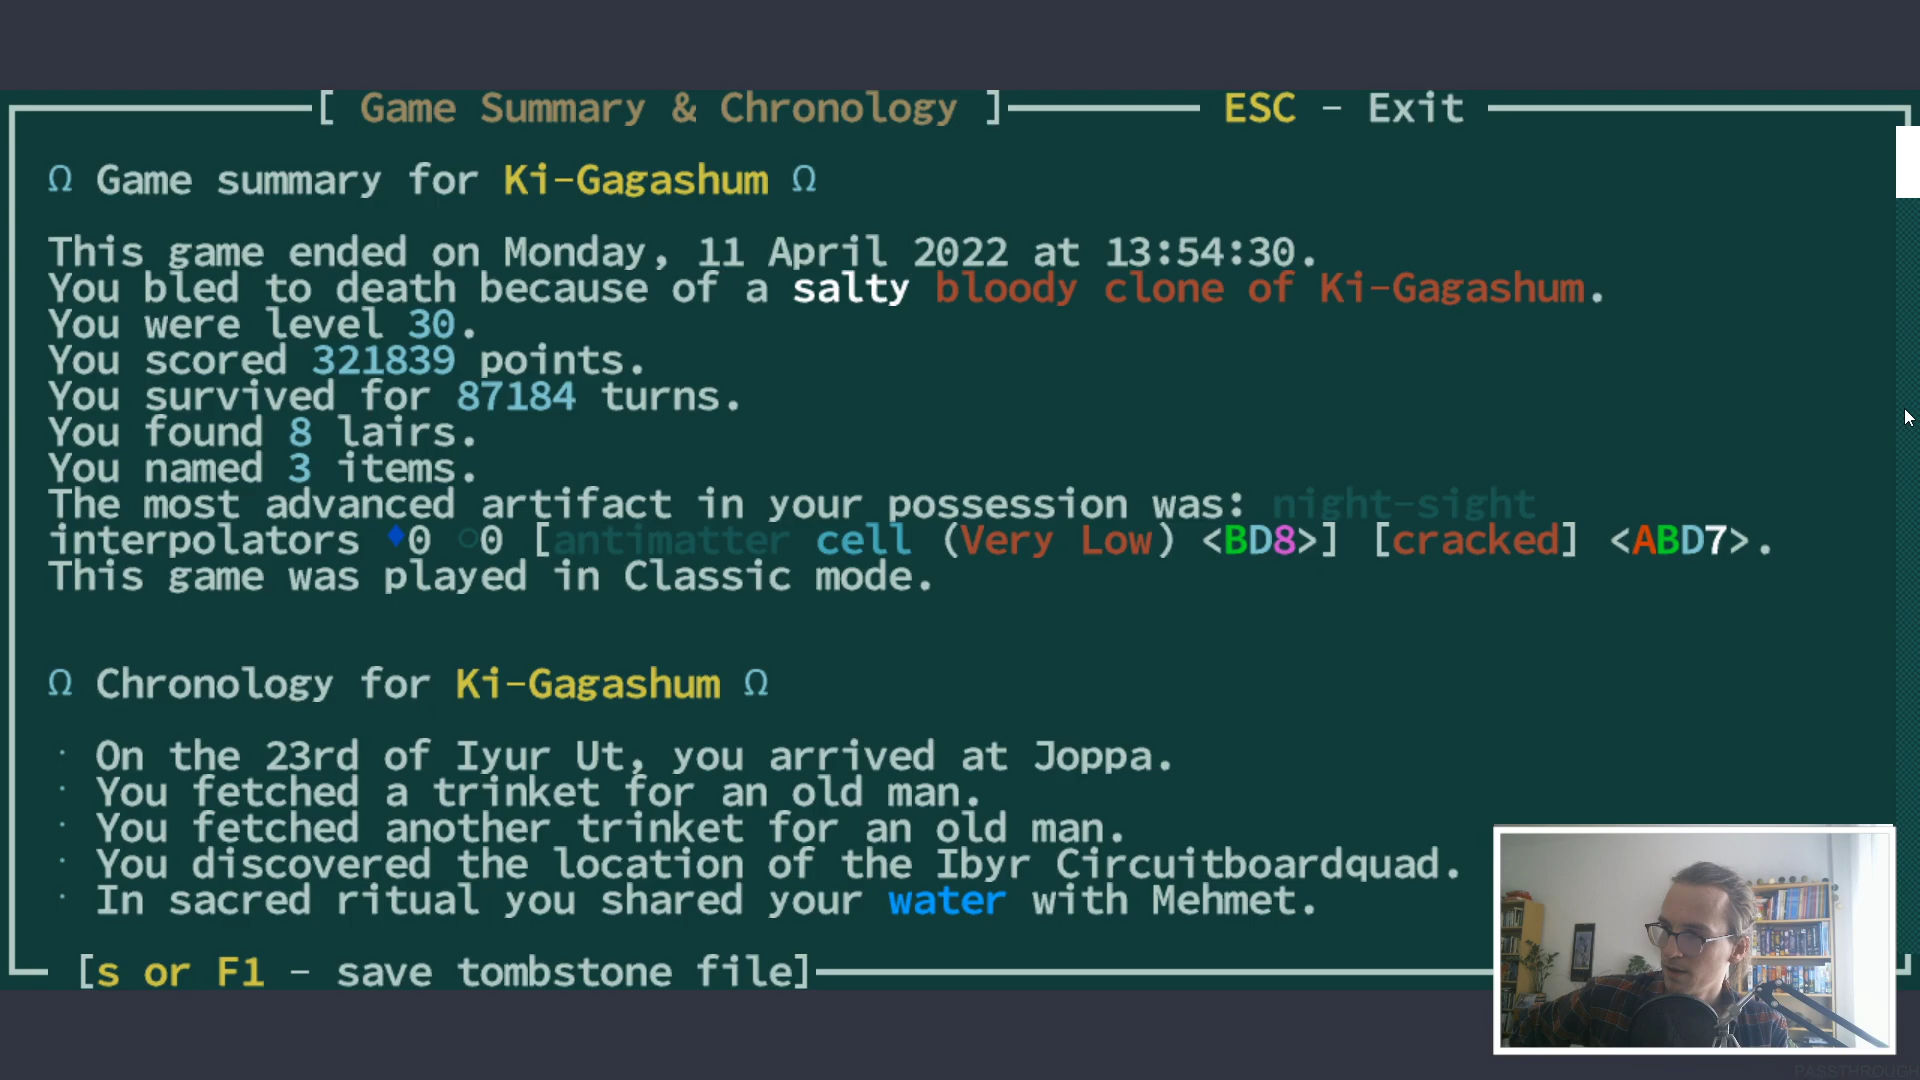 [ Game Summary & Chronology ] ESC - Exit
Ω Game summary for Ki-Gagashum Ω
This game ended on Monday, 11 April 2022 at 13:54:30.
You bled to death because of a salty bloody clone of Ki-Gagashum.
You were level 30.
You scored 321839 points.
You survived for 87184 turns.
You found 8 lairs.
You named 3 items.
The most advanced artifact in your possession was: night-sight
interpolators ♦0 ○0 [antimatter cell (Very Low) <BD8>] [cracked] <ABD7>.
This game was played in Classic mode.
Ω Chronology for Ki-Gagashum Ω
· On the 23rd of Iyur Ut, you arrived at Joppa.
· You fetched a trinket for an old man.
· You fetched another trinket for an old man.
· You discovered the location of the Ibyr Circuitboardquad.
· In sacred ritual you shared your water with Mehmet.
[s or F1 - save tombstone file]
PASSTHROUGH